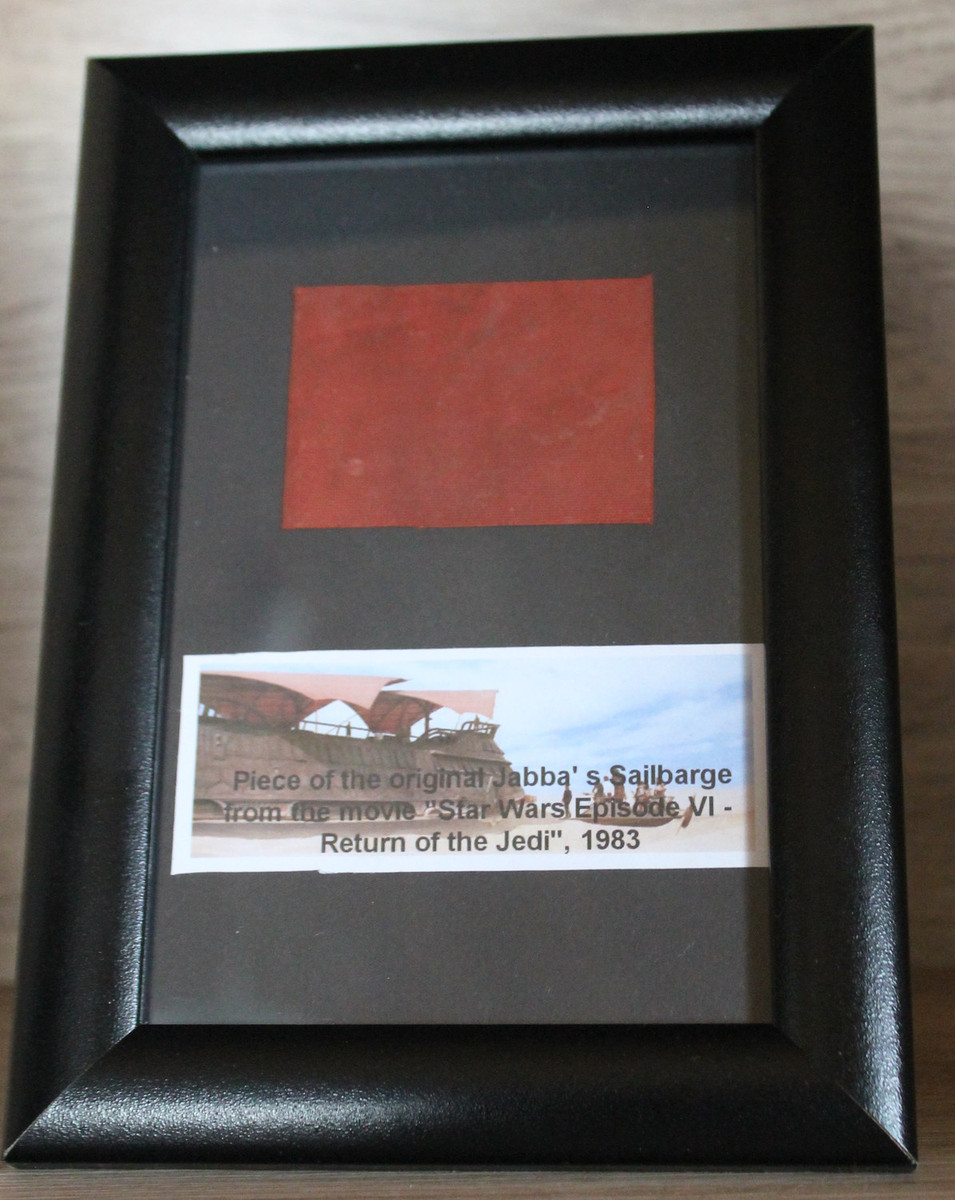 Piece of the original Jabba' s Sailbarge
from the movie "Star Wars Episode VI -
Return of the Jedi", 1983